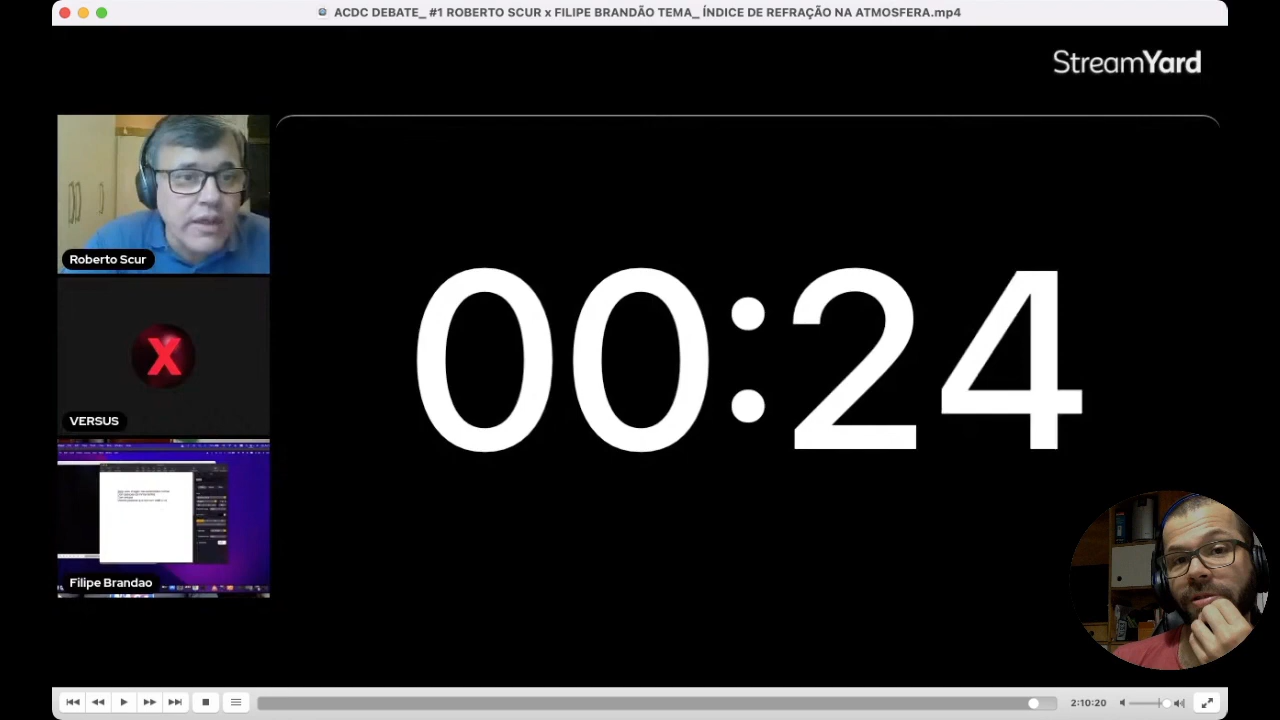 ACDC DEBATE_ #1 ROBERTO SCUR x FILIPE BRANDÃO TEMA_ ÍNDICE DE REFRAÇÃO NA ATMOSFERA.mp4
StreamYard
Roberto Scur
00:24
X
VERSUS
Filipe Brandao
2:10:20